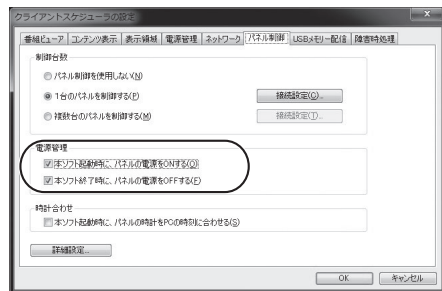 クライアントスケジューラの設定
番組ビューア コンテンツ表示 表示領域 電源管理 ネットワーク パネル制御 USBメモリー配信 障害時処理
制御台数
パネル制御を使用しない(N)
1台のパネルを制御する(P) 接続設定(C)...
複数台のパネルを制御する(M) 接続設定(T)...
電源管理
本ソフト起動時に、パネルの電源をONする(O)
本ソフト終了時に、パネルの電源をOFFする(F)
時計合わせ
本ソフト起動時に、パネルの時計をPCの時刻に合わせる(S)
詳細設定...
OK キャンセル